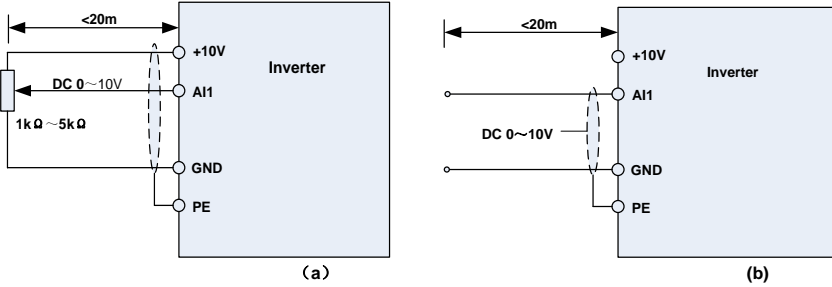 <20m
+10V
Inverter
DC 0～10V
AI1
1kΩ～5kΩ
GND
PE
（a）
<20m
+10V
Inverter
AI1
DC 0～10V
GND
PE
(b)